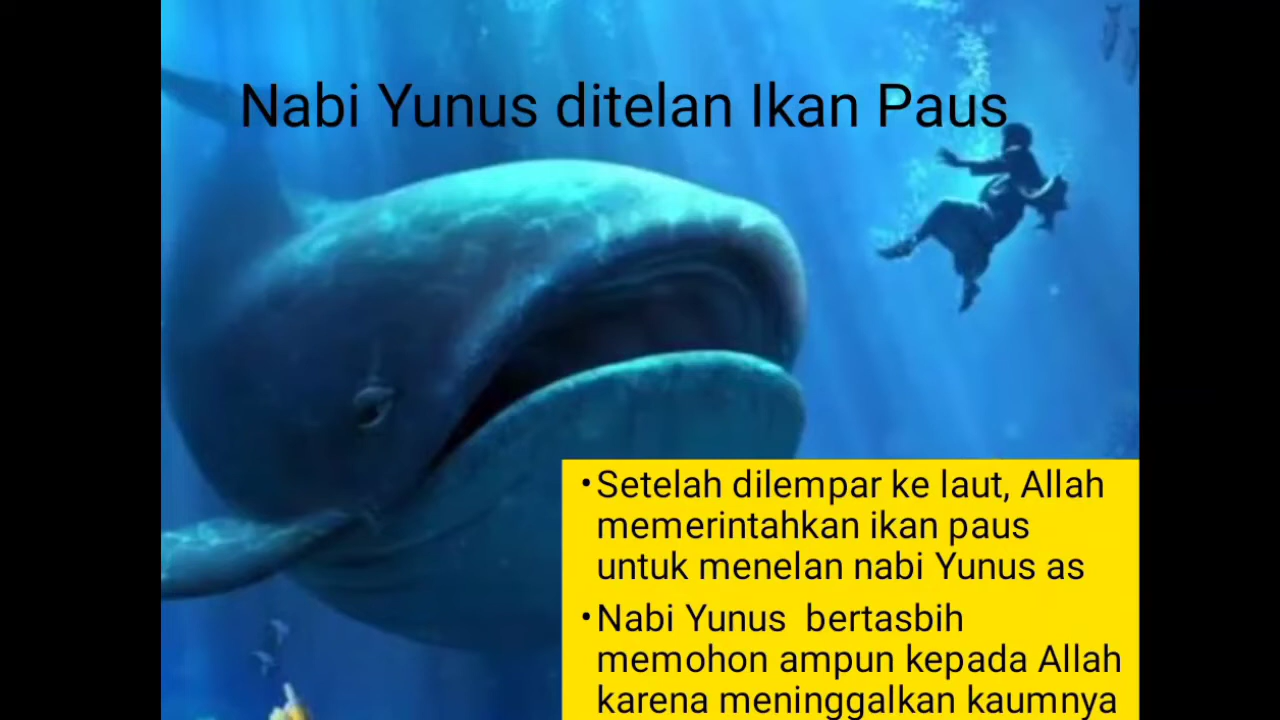 Nabi Yunus ditelan Ikan Paus
•Setelah dilempar ke laut, Allah
memerintahkan ikan paus
untuk menelan nabi Yunus as
•Nabi Yunus  bertasbih
memohon ampun kepada Allah
karena meninggalkan kaumnya